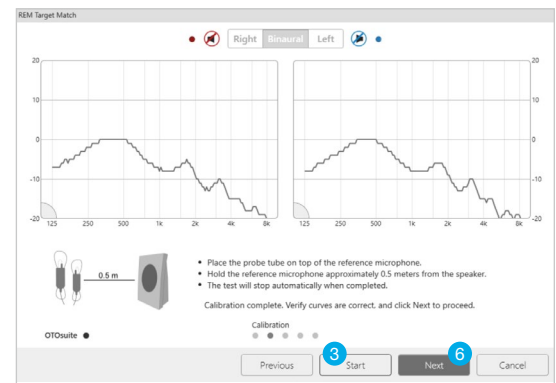 REM Target Match
Right Binaural Left
20 20
10 10
0 0
-10 -10
-20 -20
125 250 500 1k 2k 4k 8k 125 250 500 1k 2k 4k 8k
• Place the probe tube on top of the reference microphone.
• Hold the reference microphone approximately 0.5 meters from the speaker.
0.5 m
• The test will stop automatically when completed.
Calibration complete. Verify curves are correct, and click Next to proceed.
Calibration
OTOsuite
3 6
Previous Start Next Cancel